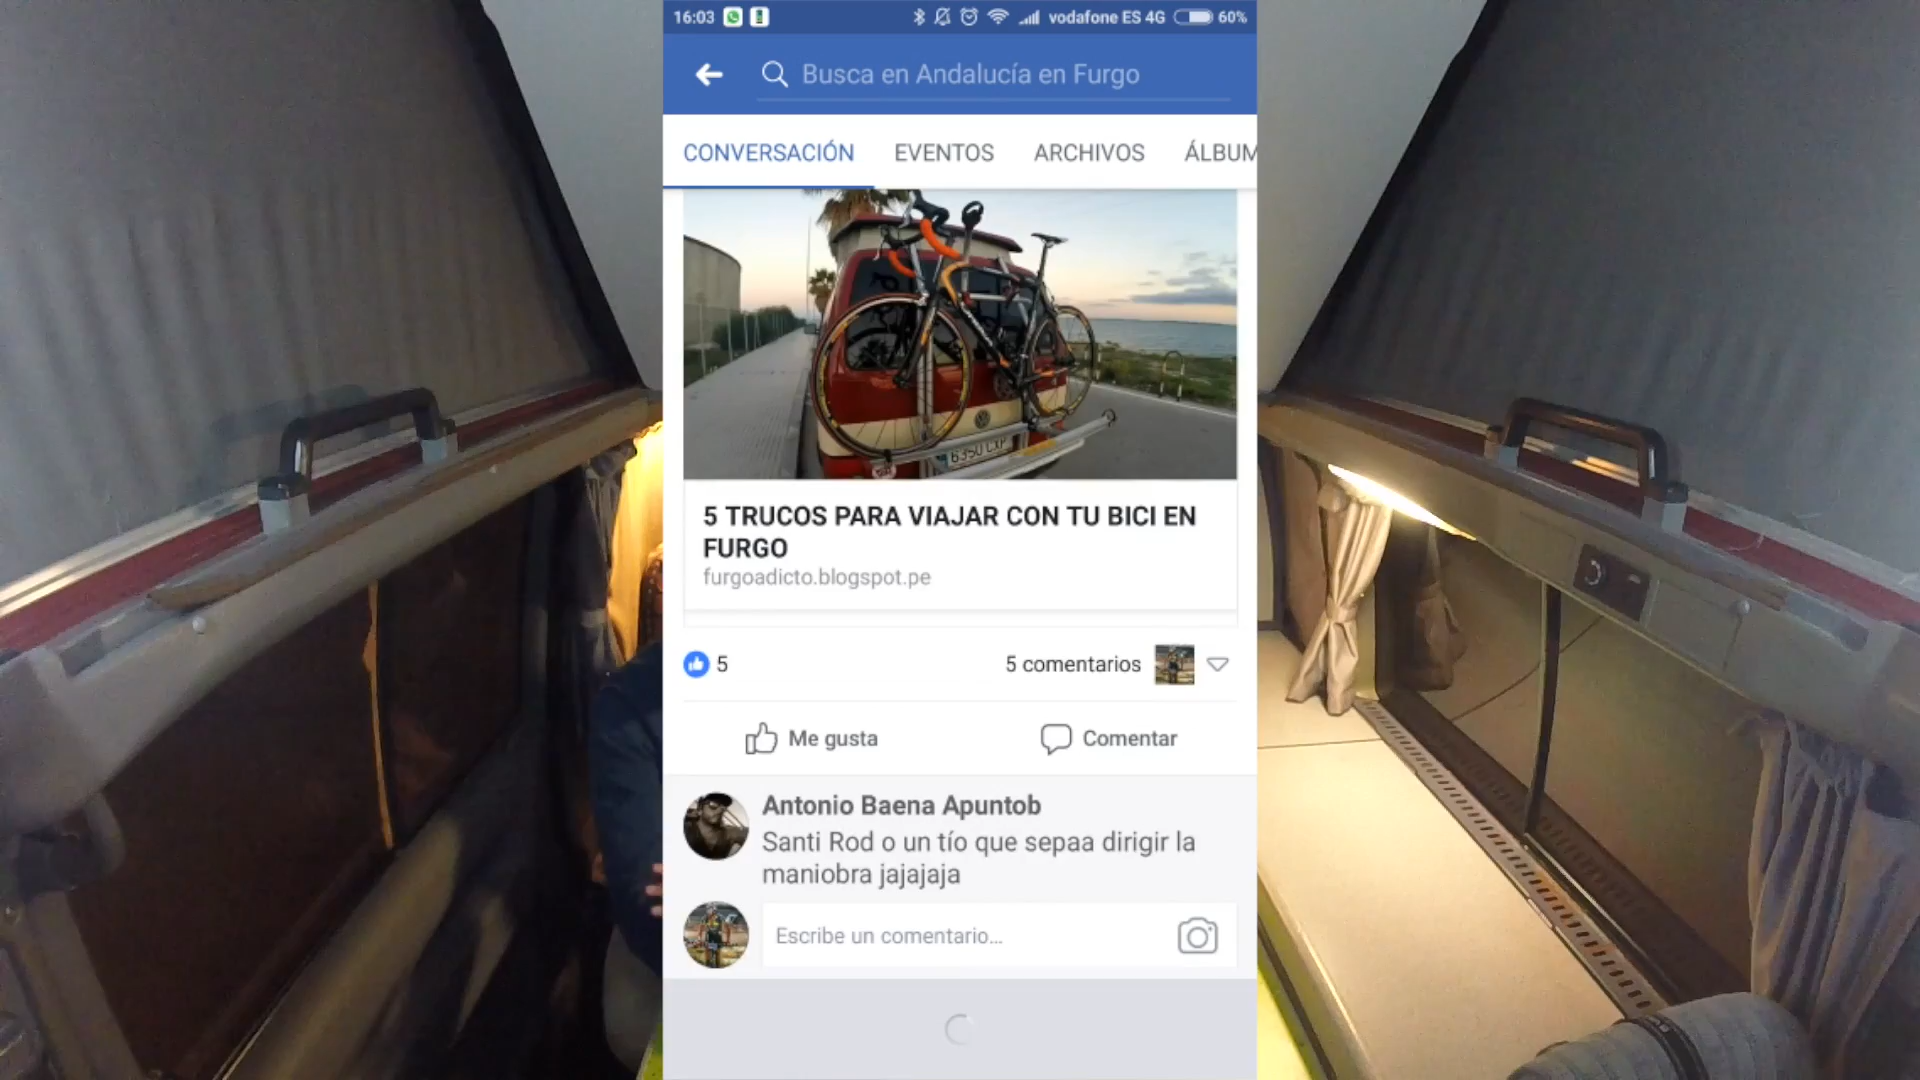 16:03
vodafone ES 4G
60%
Busca en Andalucía en Furgo
CONVERSACIÓN
EVENTOS
ARCHIVOS
ÁLBUM
6350 CXP
5 TRUCOS PARA VIAJAR CON TU BICI EN
FURGO
furgoadicto.blogspot.pe
5
5 comentarios
Me gusta
Comentar
Antonio Baena Apuntob
Santi Rod o un tío que sepaa dirigir la
maniobra jajajaja
Escribe un comentario...